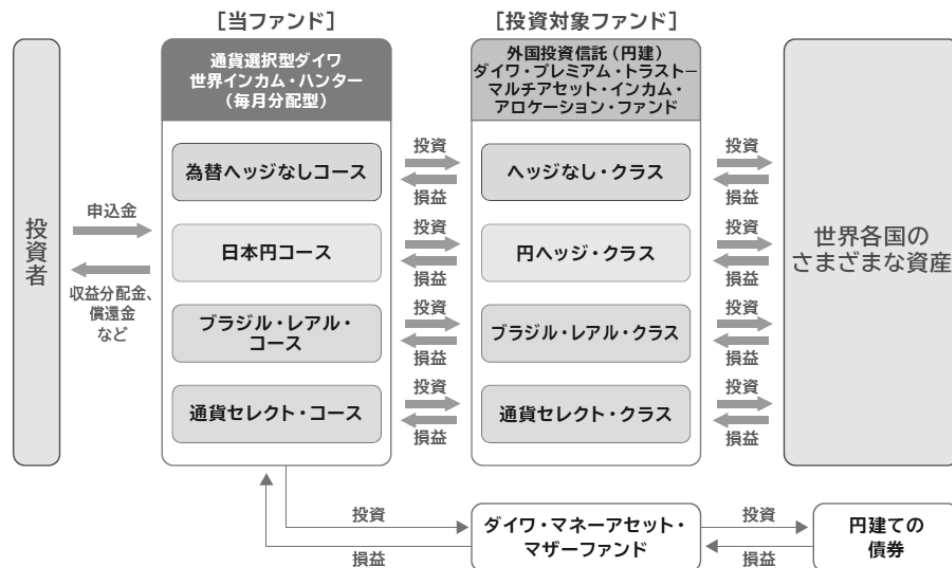 [当ファンド]
[投資対象ファンド]
通貨選択型ダイワ
世界インカム・ハンター
（毎月分配型）
外国投資信託（円建）
ダイワ・プレミアム・トラスト－
マルチアセット・インカム・
アロケーション・ファンド
投資者
申込金
収益分配金、
償還金
など
為替ヘッジなしコース
投資
損益
ヘッジなし・クラス
投資
損益
日本円コース
投資
損益
円ヘッジ・クラス
投資
損益
ブラジル・レアル・
コース
投資
損益
ブラジル・レアル・クラス
投資
損益
通貨セレクト・コース
投資
損益
通貨セレクト・クラス
投資
損益
世界各国の
さまざまな資産
投資
損益
ダイワ・マネーアセット・
マザーファンド
投資
損益
円建ての
債券